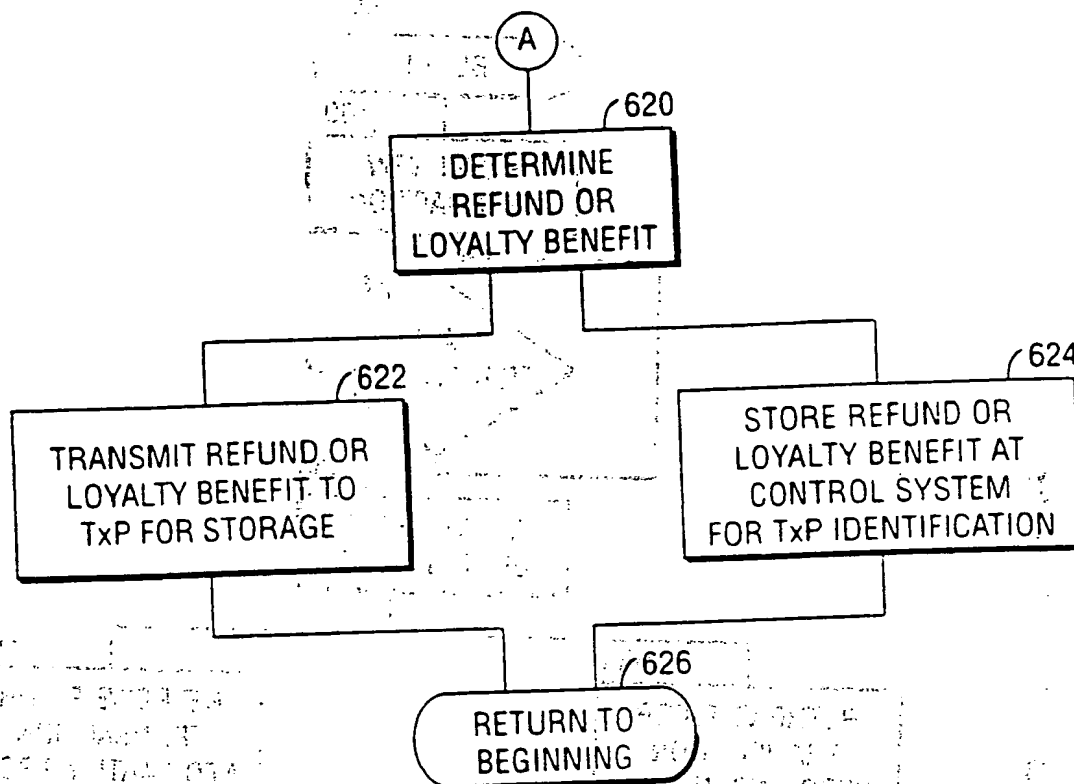 A
620
DETERMINE
REFUND OR
LOYALTY BENEFIT
622
TRANSMIT REFUND OR
LOYALTY BENEFIT TO
TxP FOR STORAGE
624
STORE REFUND OR
LOYALTY BENEFIT AT
CONTROL SYSTEM
FOR TxP IDENTIFICATION
626
RETURN TO
BEGINNING